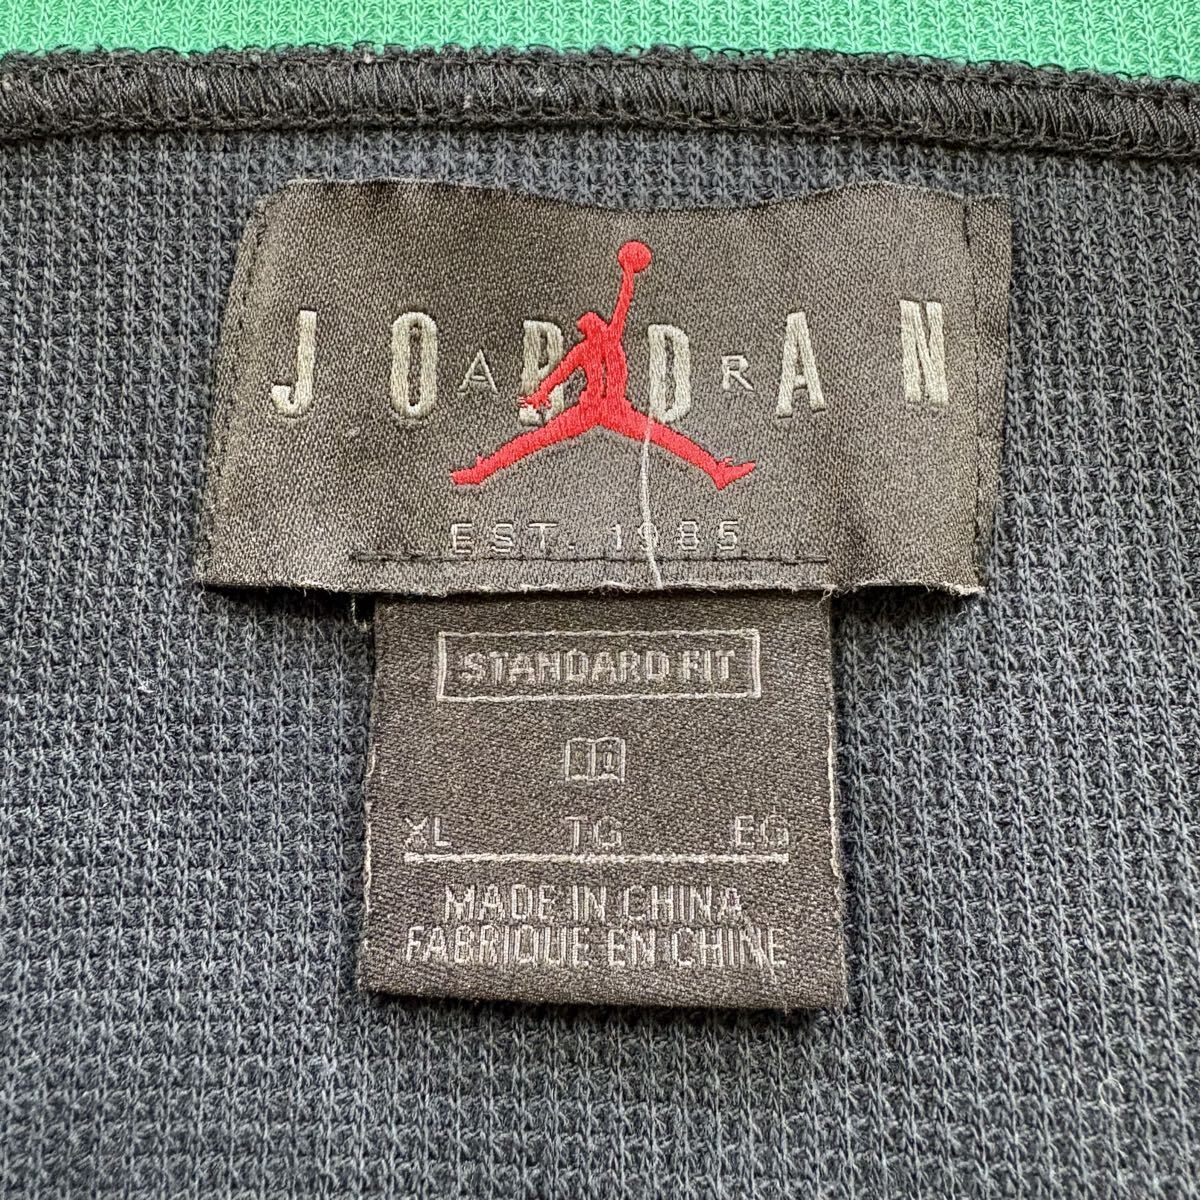 JORDAN
AIR
EST. 1985
STANDARD FIT
XL TG EG
MADE IN CHINA
FABRIQUE EN CHINE